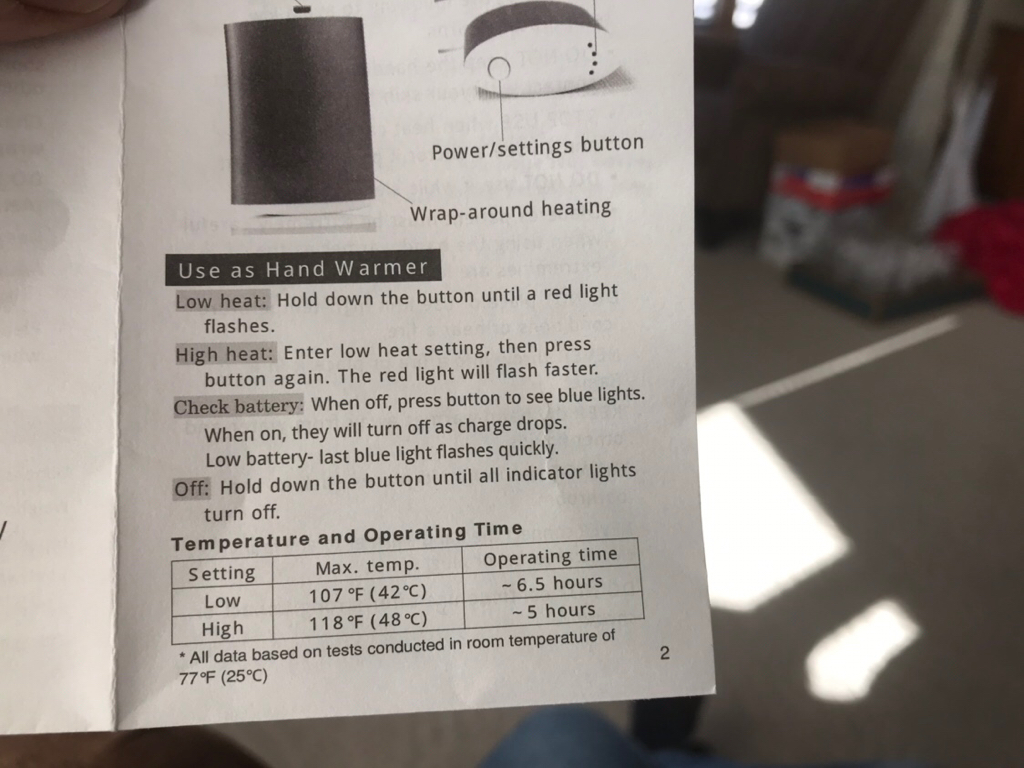 Power/settings button
Wrap-around heating
Use as Hand Warmer
Low heat: Hold down the button until a red light
flashes.
High heat: Enter low heat setting, then press
button again. The red light will flash faster.
Check battery: When off, press button to see blue lights.
When on, they will turn off as charge drops.
Low battery- last blue light flashes quickly.
Off: Hold down the button until all indicator lights
turn off.
Temperature and Operating Time
Setting Max. temp. Operating time
Low 107 °F (42℃) ~ 6.5 hours
High 118 °F (48℃) ~ 5 hours
* All data based on tests conducted in room temperature of
77°F (25℃)
2